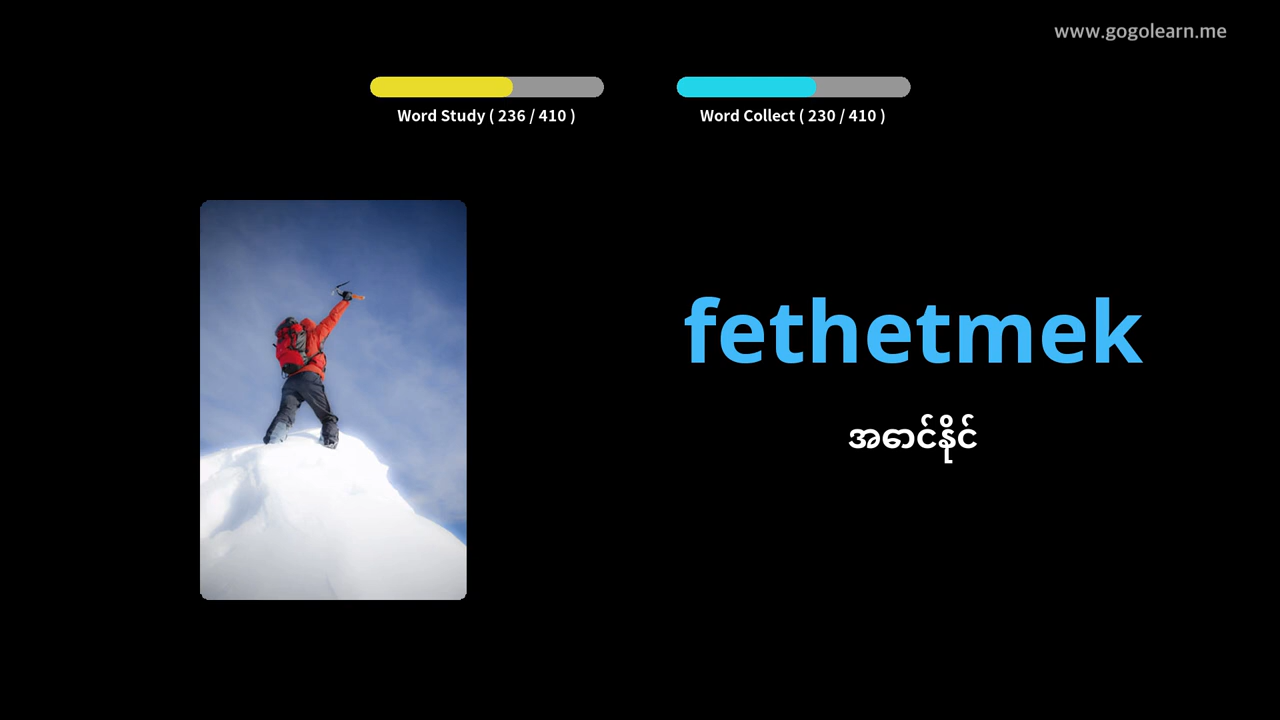 www.gogolearn.me
Word Study ( 236 / 410 )
Word Collect ( 230 / 410 )
fethetmek
အောင်နိုင်